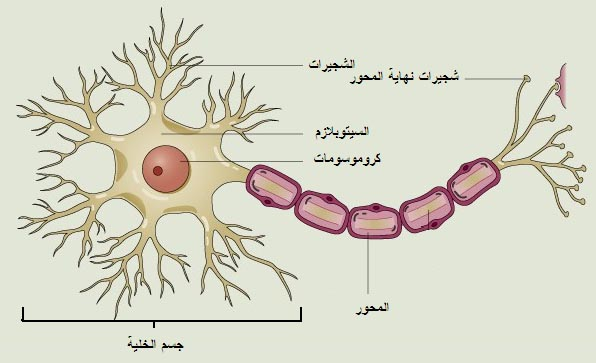 الشجيرات
شجيرات نهاية المحور
السيتوبلازم
كروموسومات
المحور
جسم الخلية